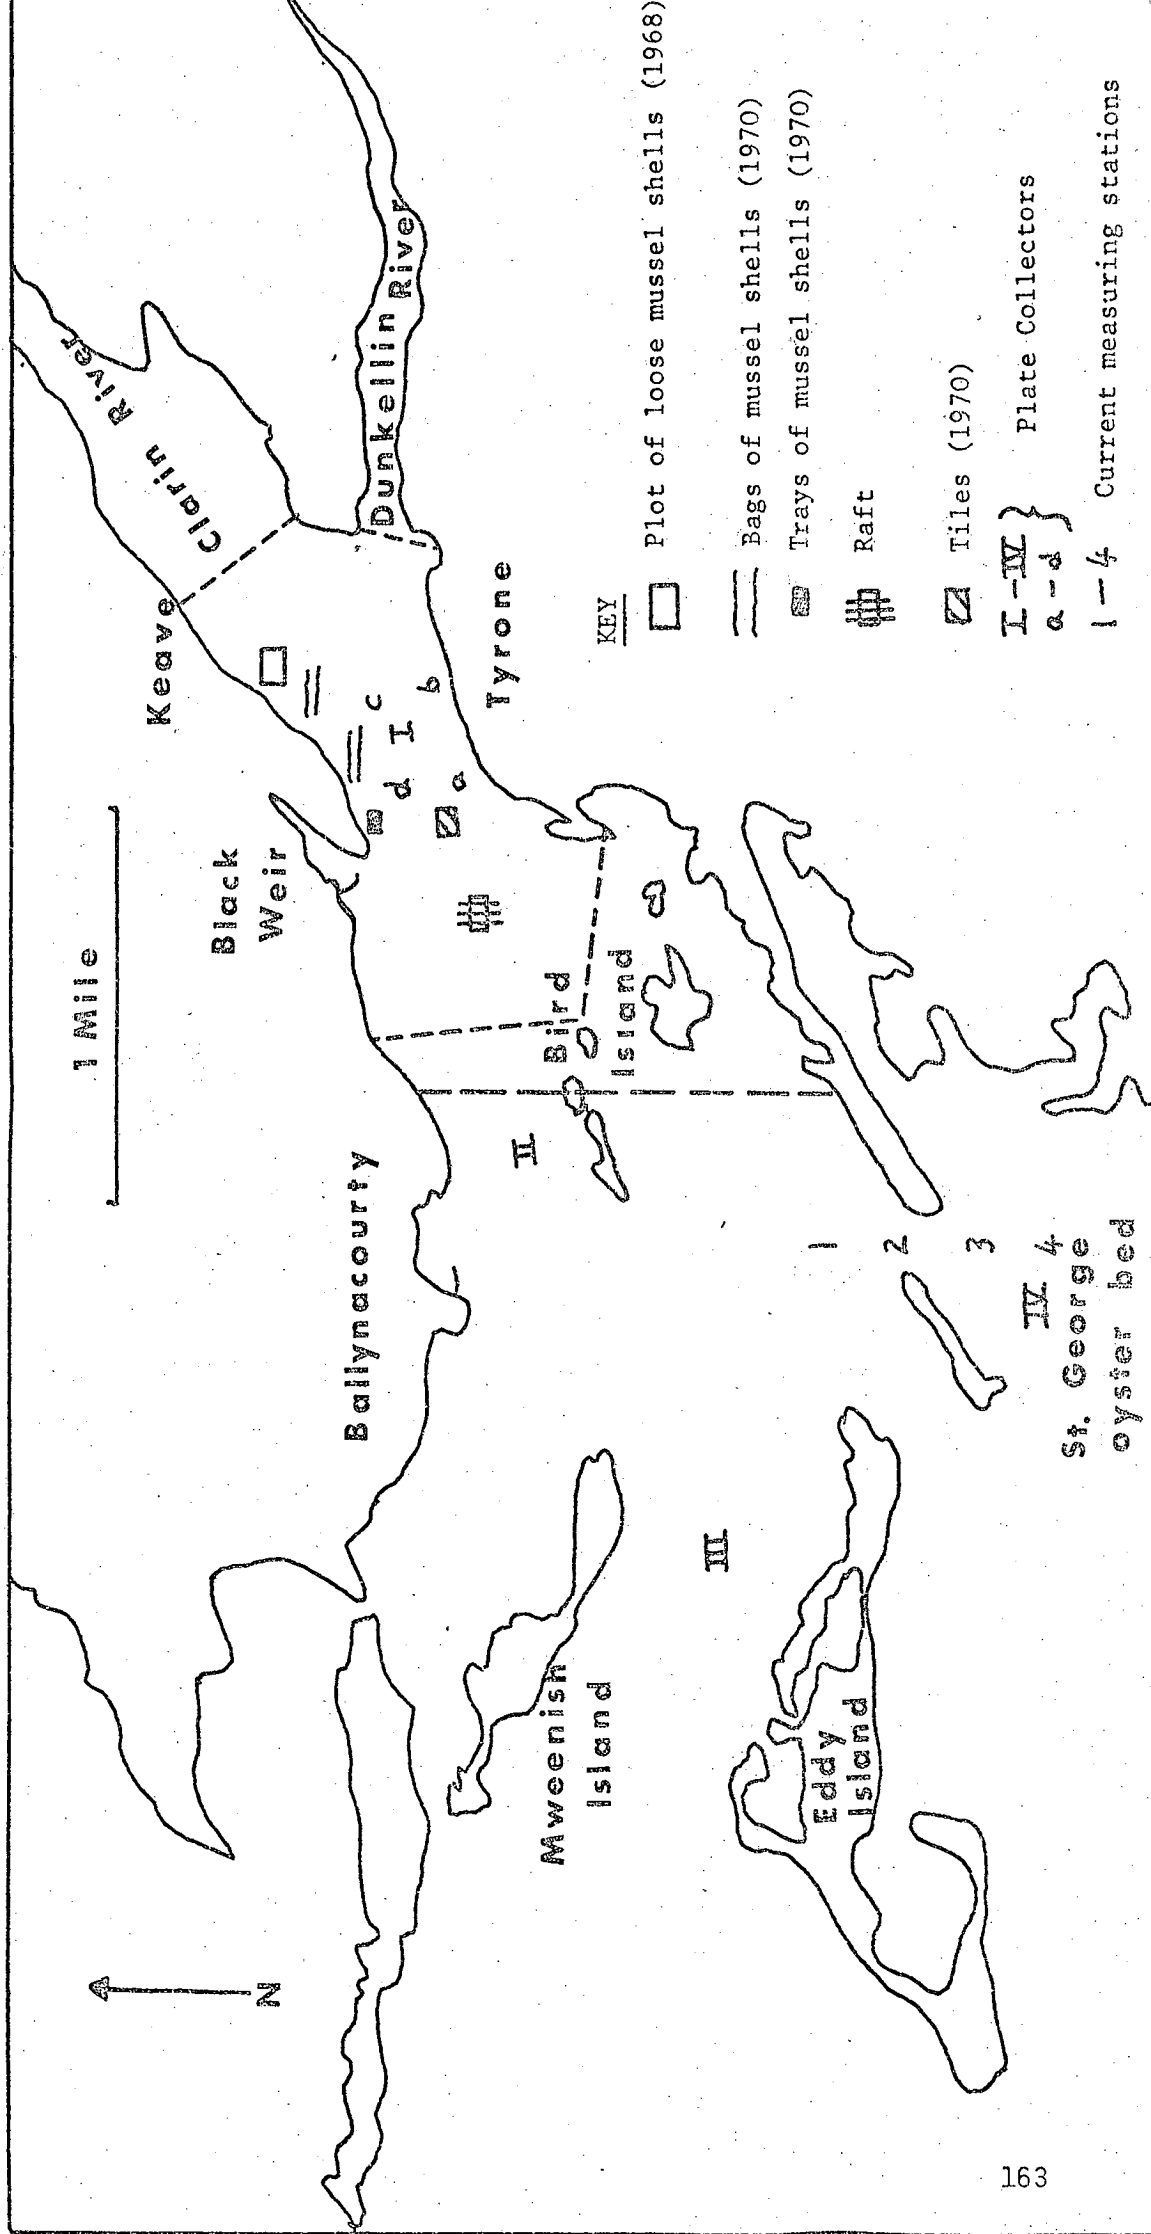 N
1 Mile
Ballynacourty
Black
Weir
Keave
Clarin River
Dunkellin River
Tyrone
c
I
b
d
a
Bird
Island
II
Mweenish
Island
III
Eddy
Island
1
2
3
4
IV
St. George
oyster bed
KEY
Plot of loose mussel shells (1968)
Bags of mussel shells (1970)
Trays of mussel shells (1970)
Raft
Tiles (1970)
I-IV
a-d } Plate Collectors
1-4 Current measuring stations
163